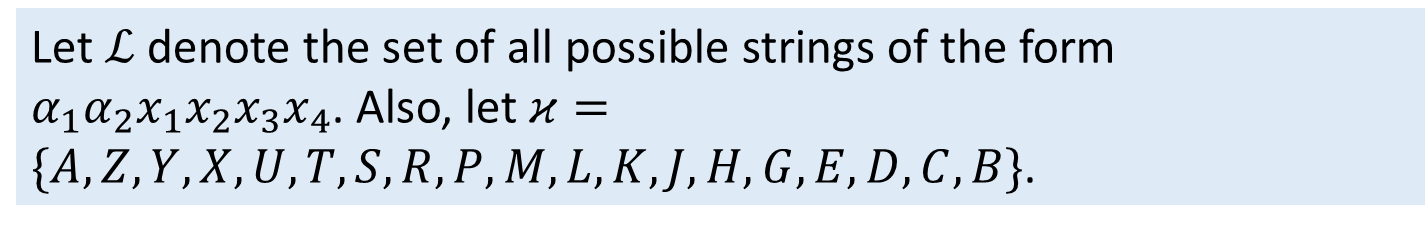 Let ℒ denote the set of all possible strings of the form
α₁α₂x₁x₂x₃x₄. Also, let ϰ =
{A, Z, Y, X, U, T, S, R, P, M, L, K, J, H, G, E, D, C, B}.